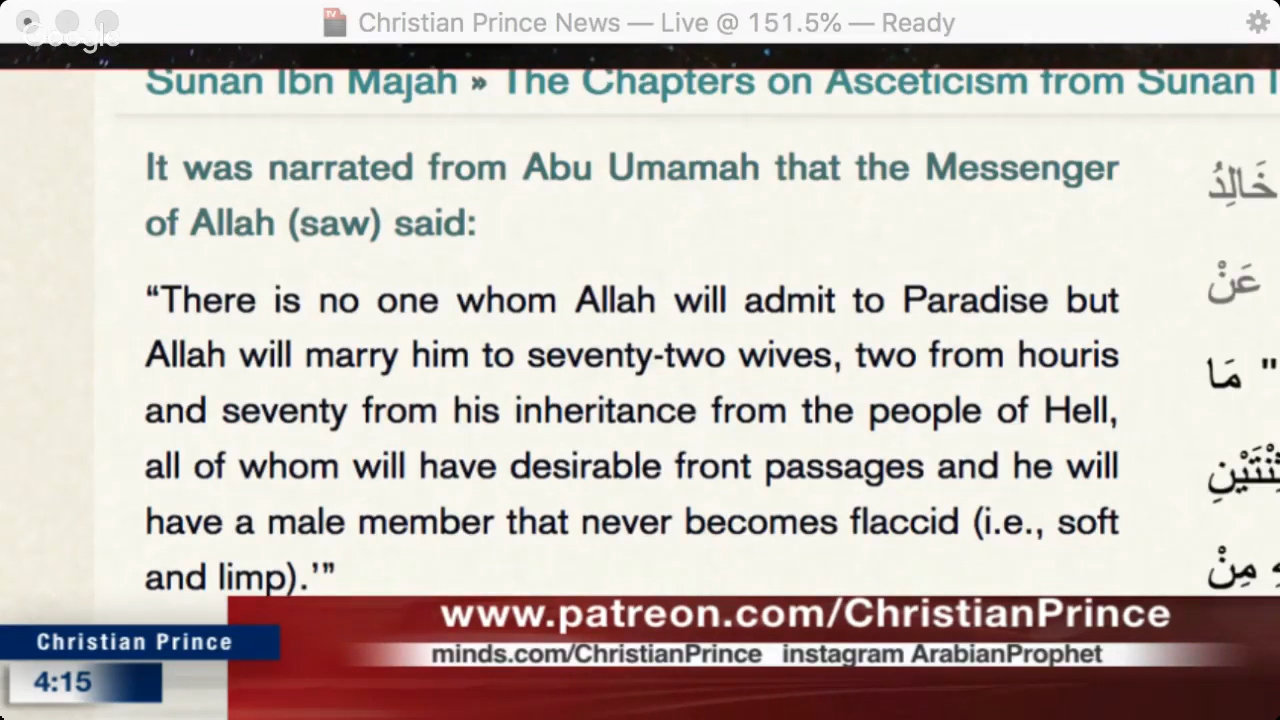 Christian Prince News — Live @ 151.5% — Ready
Google
Sunan Ibn Majah » The Chapters on Asceticism from Sunan I
It was narrated from Abu Umamah that the Messenger
of Allah (saw) said:
“There is no one whom Allah will admit to Paradise but
Allah will marry him to seventy-two wives, two from houris
and seventy from his inheritance from the people of Hell,
all of whom will have desirable front passages and he will
have a male member that never becomes flaccid (i.e., soft
and limp).’”
خَالِدُ
عَنْ
" مَا
ثِنْتَيْنِ
مِنْ
www.patreon.com/ChristianPrince
Christian Prince
minds.com/ChristianPrince instagram ArabianProphet
4:15